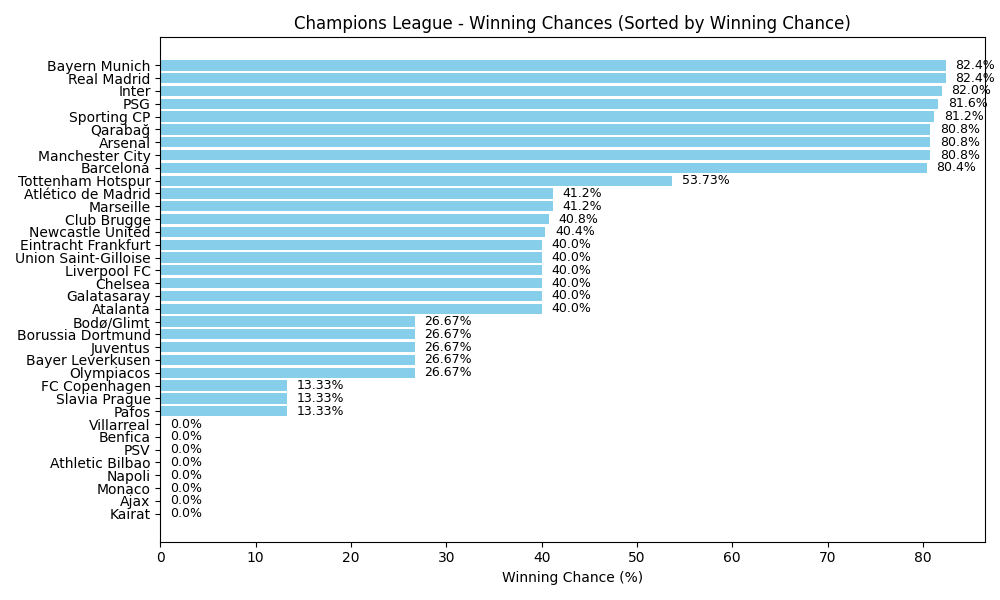 Champions League - Winning Chances (Sorted by Winning Chance)
Bayern Munich 82.4%
Real Madrid 82.4%
Inter 82.0%
PSG 81.6%
Sporting CP 81.2%
Qarabağ 80.8%
Arsenal 80.8%
Manchester City 80.8%
Barcelona 80.4%
Tottenham Hotspur 53.73%
Atlético de Madrid 41.2%
Marseille 41.2%
Club Brugge 40.8%
Newcastle United 40.4%
Eintracht Frankfurt 40.0%
Union Saint-Gilloise 40.0%
Liverpool FC 40.0%
Chelsea 40.0%
Galatasaray 40.0%
Atalanta 40.0%
Bodø/Glimt 26.67%
Borussia Dortmund 26.67%
Juventus 26.67%
Bayer Leverkusen 26.67%
Olympiacos 26.67%
FC Copenhagen 13.33%
Slavia Prague 13.33%
Pafos 13.33%
Villarreal 0.0%
Benfica 0.0%
PSV 0.0%
Athletic Bilbao 0.0%
Napoli 0.0%
Monaco 0.0%
Ajax 0.0%
Kairat 0.0%
0 10 20 30 40 50 60 70 80
Winning Chance (%)